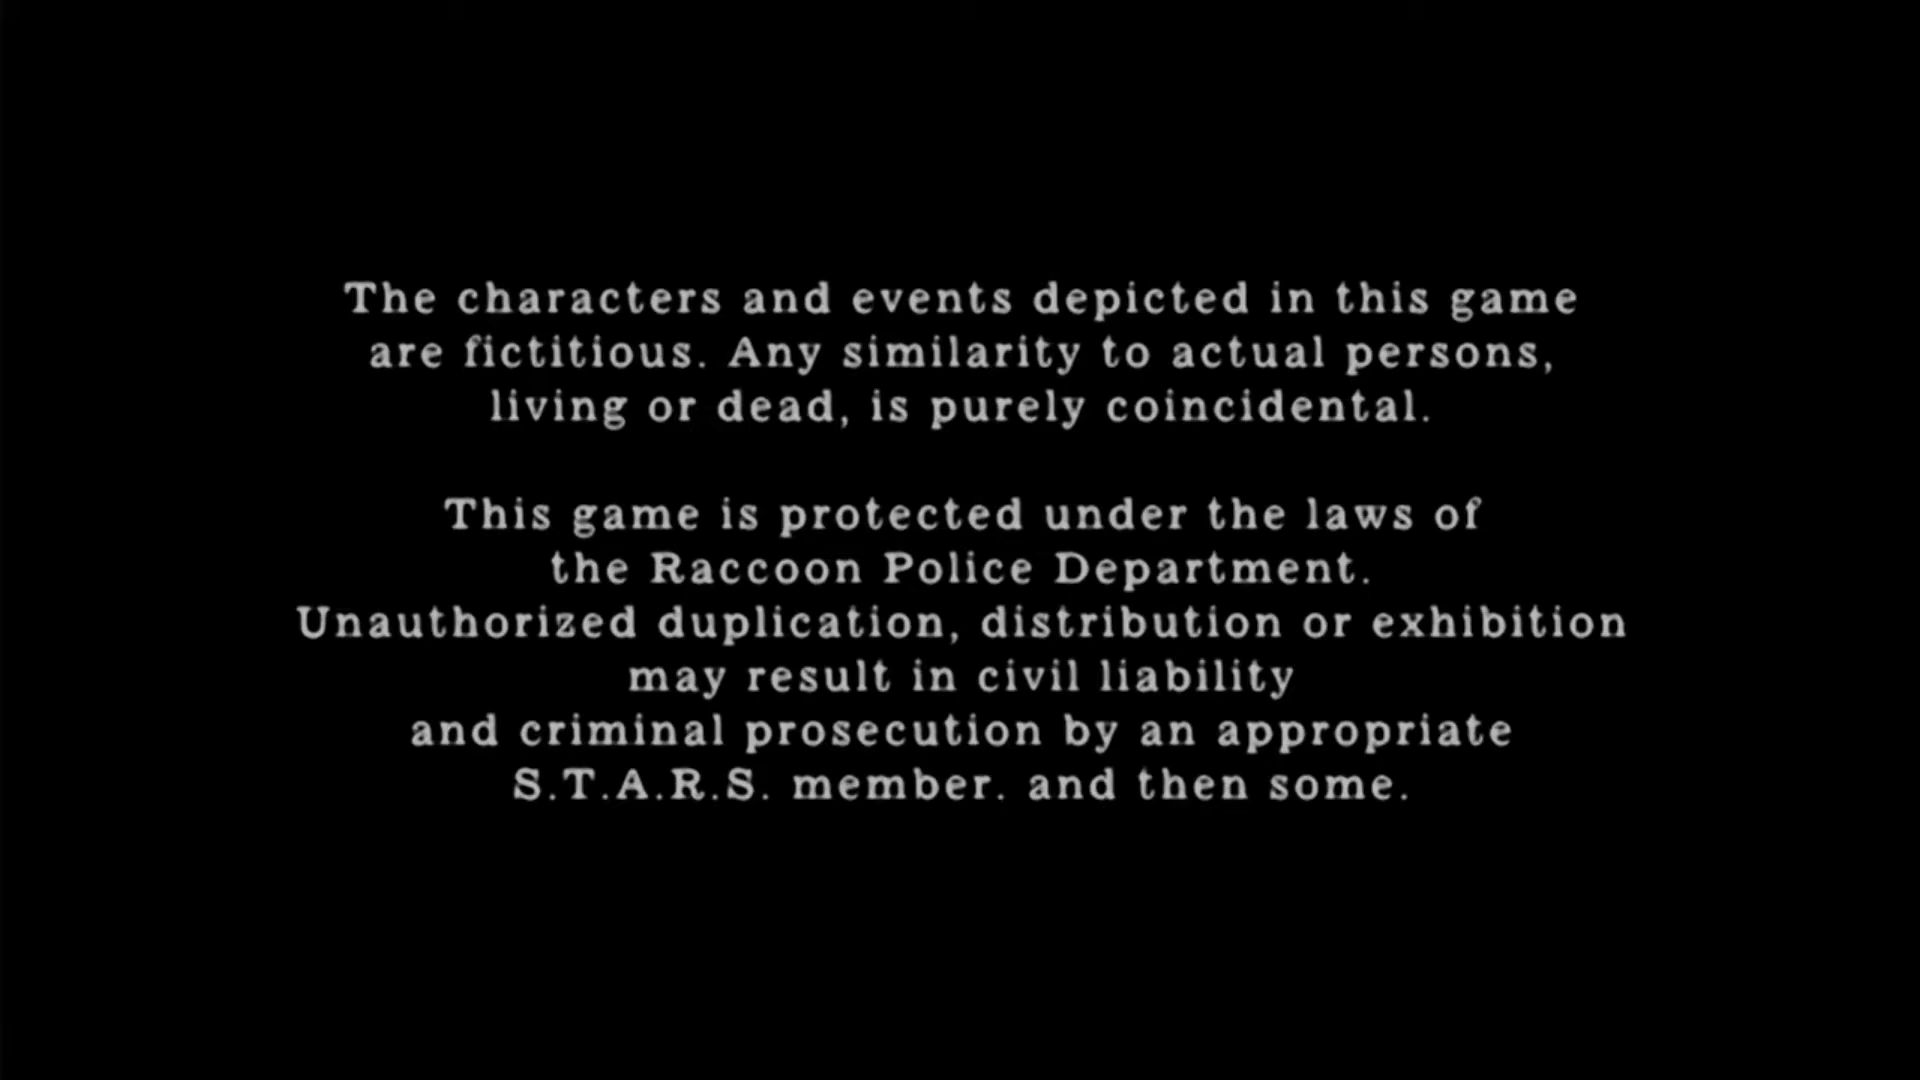 The characters and events depicted in this game
are fictitious. Any similarity to actual persons,
living or dead, is purely coincidental.
This game is protected under the laws of
the Raccoon Police Department.
Unauthorized duplication, distribution or exhibition
may result in civil liability
and criminal prosecution by an appropriate
S.T.A.R.S. member. and then some.